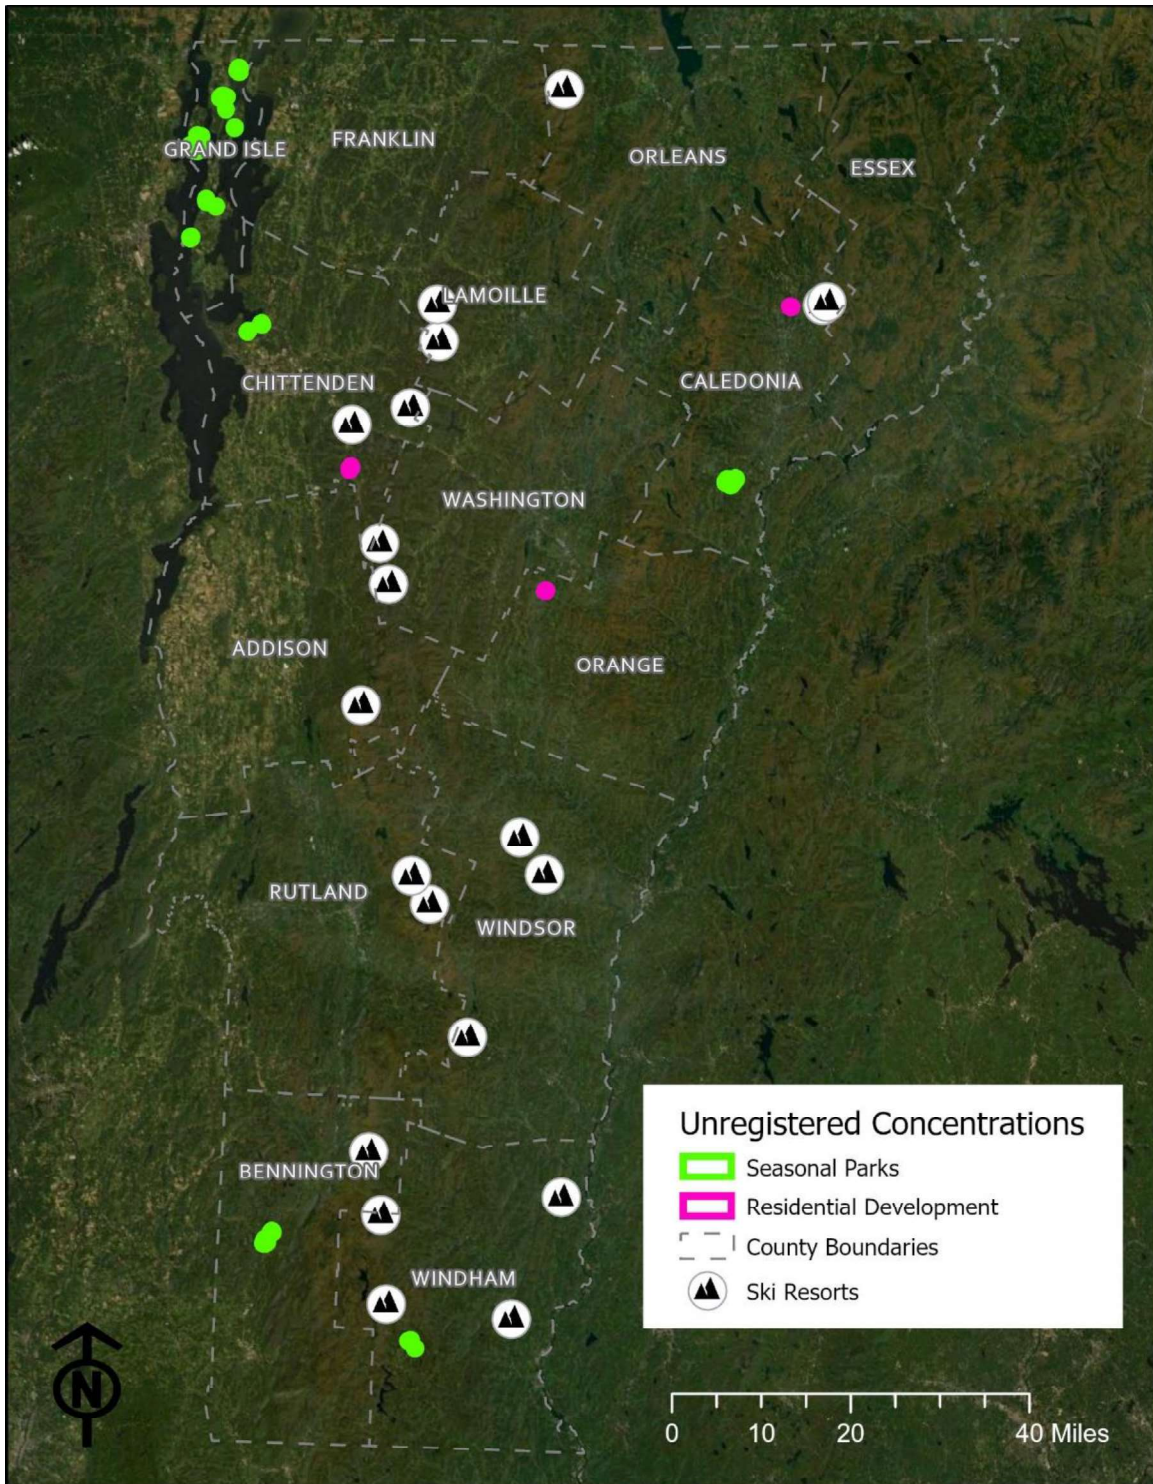 FRANKLIN
GRAND ISLE
ORLEANS
ESSEX
LAMOILLE
CHITTENDEN
CALEDONIA
WASHINGTON
ADDISON
ORANGE
RUTLAND
WINDSOR
BENNINGTON
WINDHAM
Unregistered Concentrations
Seasonal Parks
Residential Development
County Boundaries
Ski Resorts
N
0 10 20 40 Miles